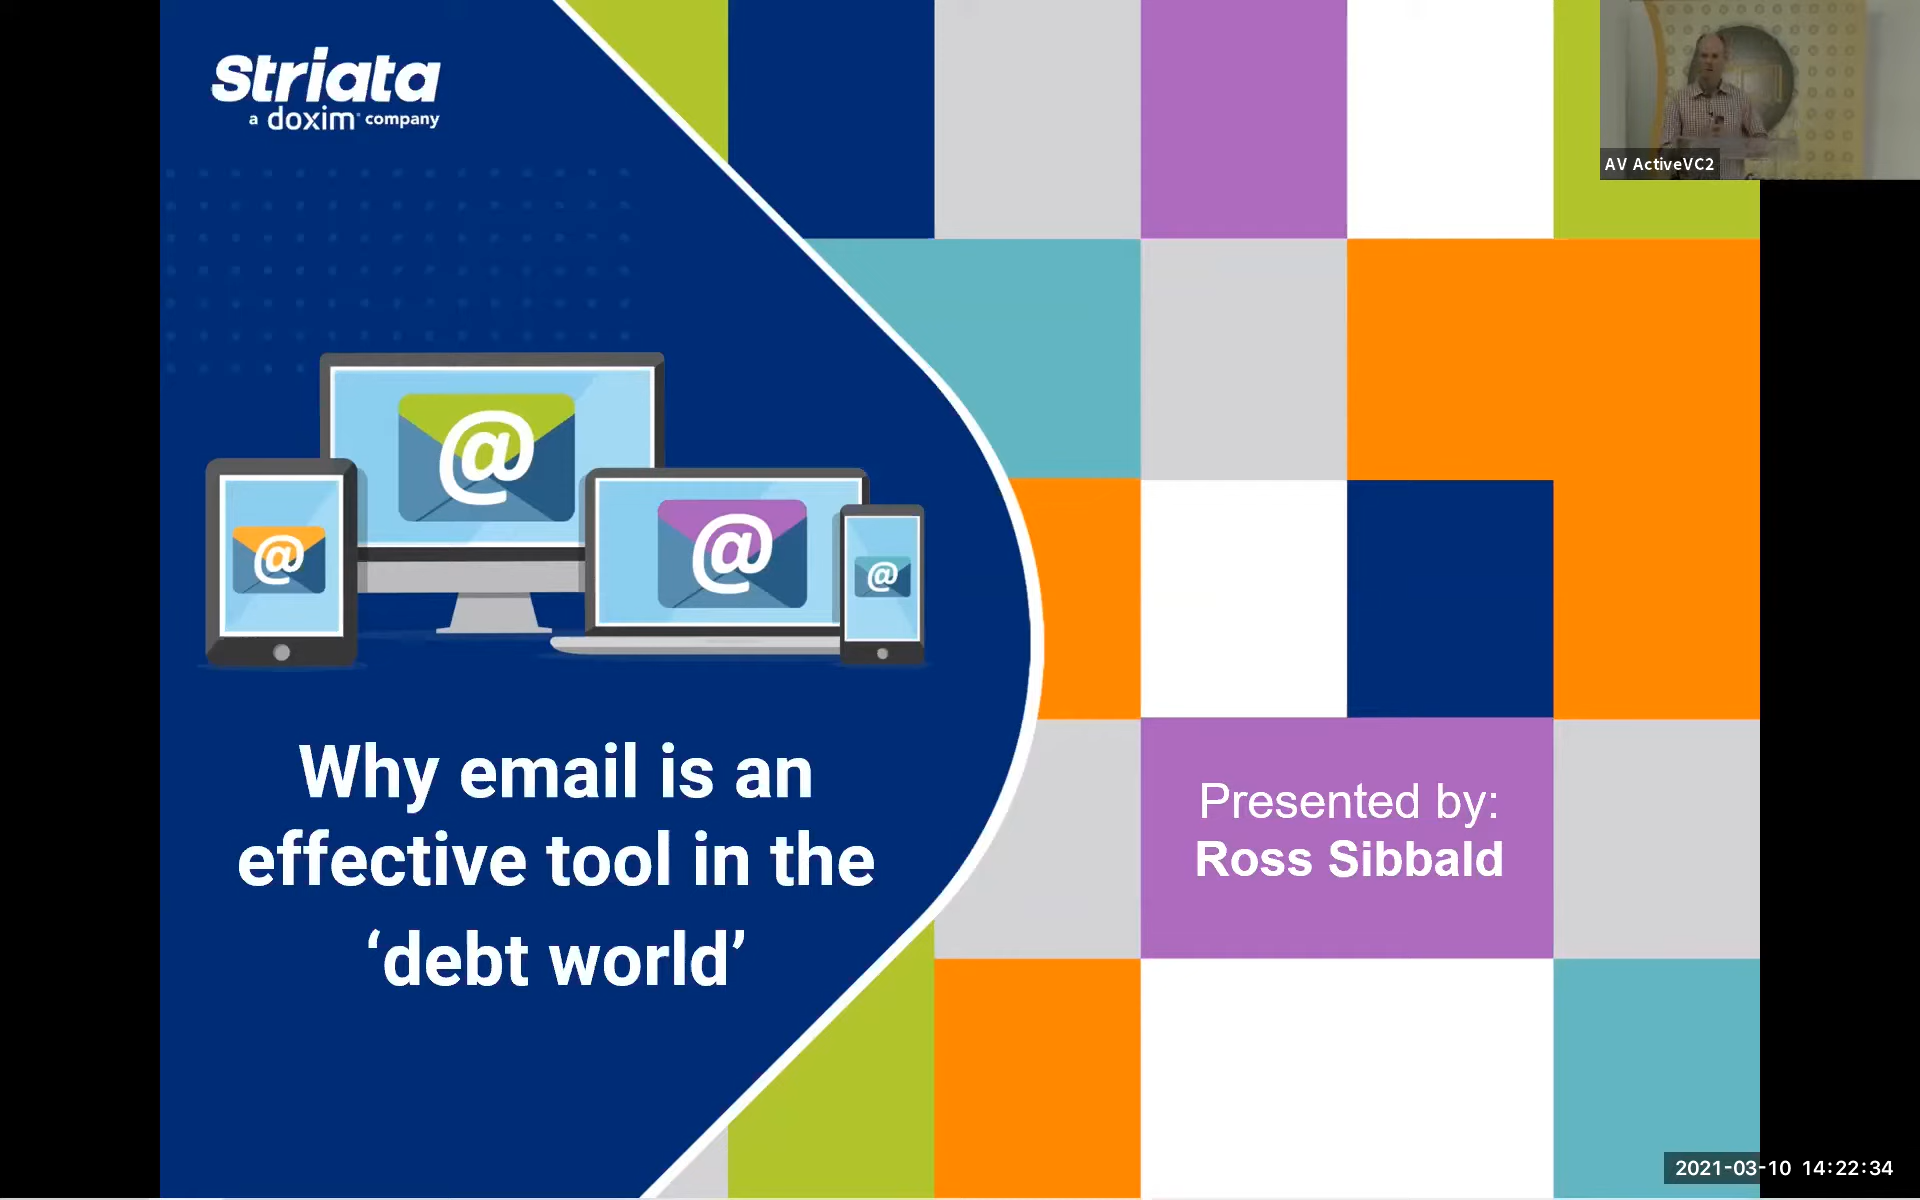 Striata
a doxim company
AV ActiveVC2
@
@
@
@
Why email is an
effective tool in the
‘debt world’
Presented by:
Ross Sibbald
2021-03-10 14:22:34